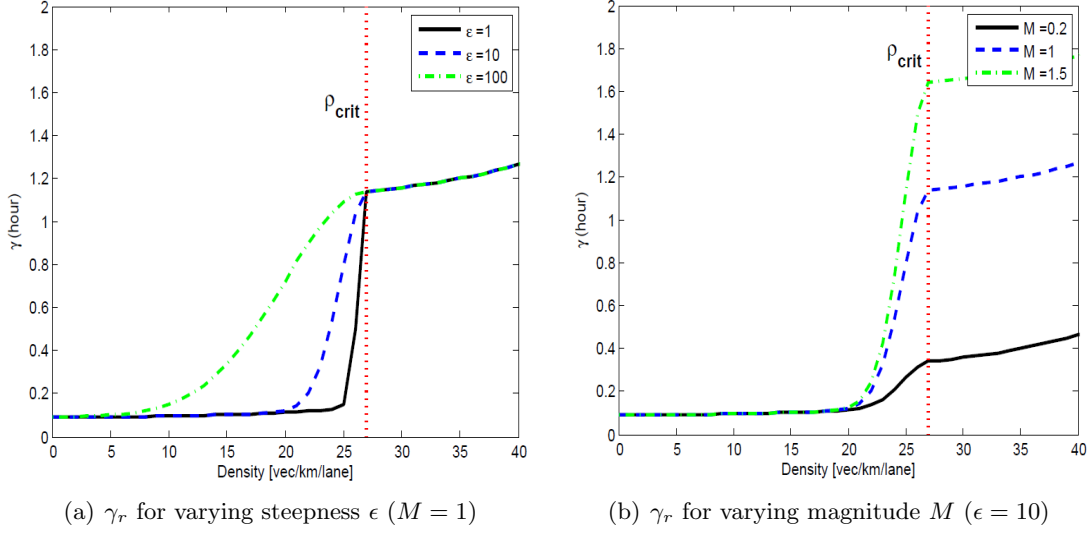 2
1.8
1.6
1.4
1.2
1
0.8
0.6
0.4
0.2
0
γ (hour)
ρcrit
ε =1
ε =10
ε =100
0 5 10 15 20 25 30 35 40
Density [vec/km/lane]
(a) γr for varying steepness ϵ (M = 1)
2
1.8
1.6
1.4
1.2
1
0.8
0.6
0.4
0.2
0
γ (hour)
ρcrit
M =0.2
M =1
M =1.5
0 5 10 15 20 25 30 35 40
Density [vec/km/lane]
(b) γr for varying magnitude M (ϵ = 10)